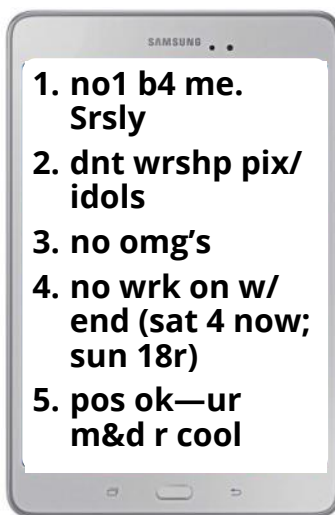 SAMSUNG
1. no1 b4 me.
Srsly
2. dnt wrshp pix/
idols
3. no omg’s
4. no wrk on w/
end (sat 4 now;
sun l8r)
5. pos ok—ur
m&d r cool